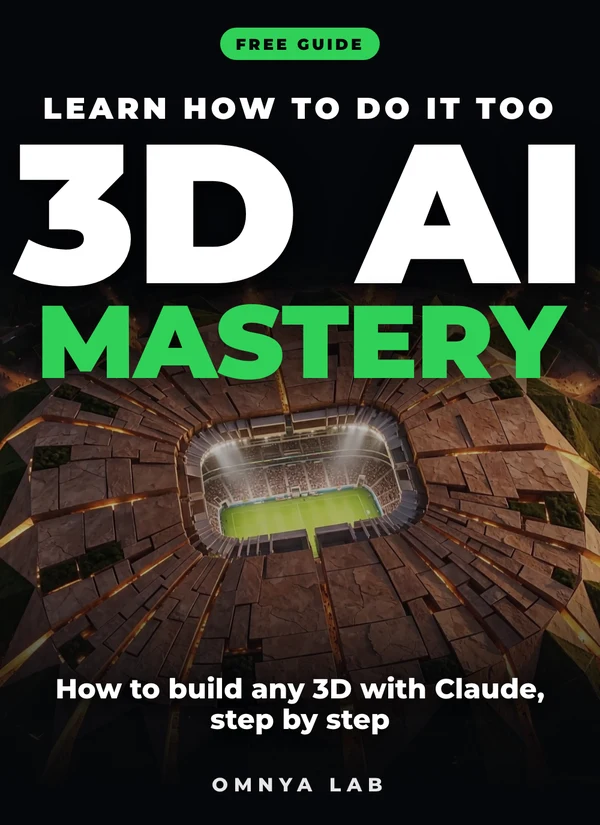 FREE GUIDE
LEARN HOW TO DO IT TOO
3D AI
MASTERY
How to build any 3D with Claude,
step by step
OMNYA LAB